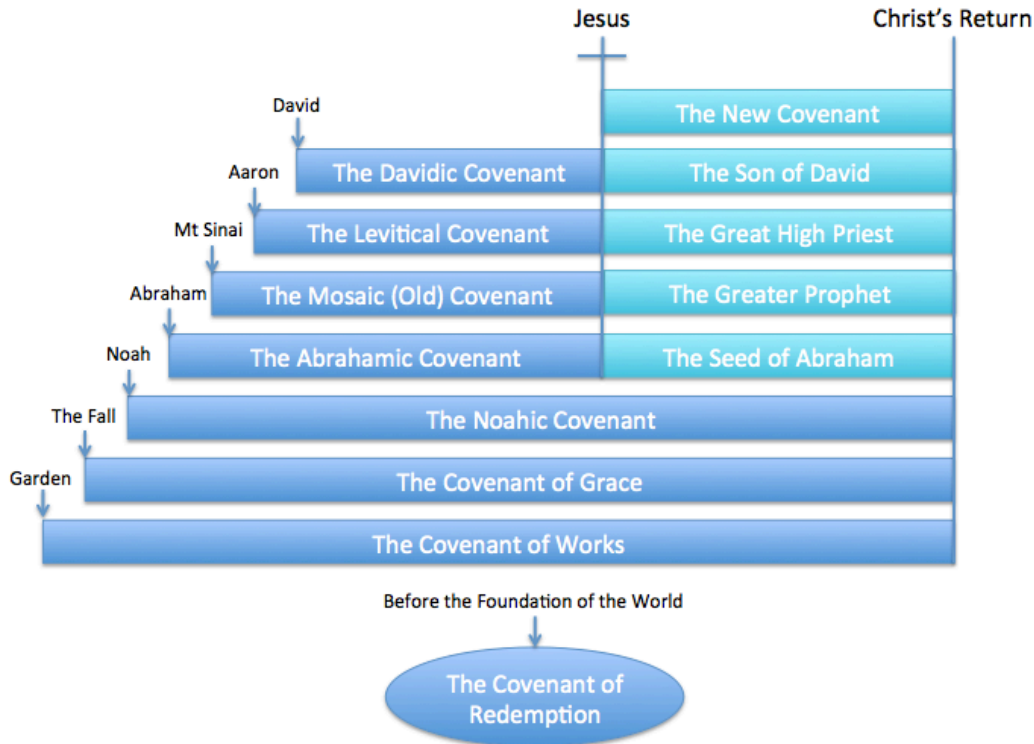 Jesus
Christ's Return
The New Covenant
David
The Davidic Covenant
The Son of David
Aaron
The Levitical Covenant
The Great High Priest
Mt Sinai
The Mosaic (Old) Covenant
The Greater Prophet
Abraham
The Abrahamic Covenant
The Seed of Abraham
Noah
The Noahic Covenant
The Fall
The Covenant of Grace
Garden
The Covenant of Works
Before the Foundation of the World
The Covenant of
Redemption